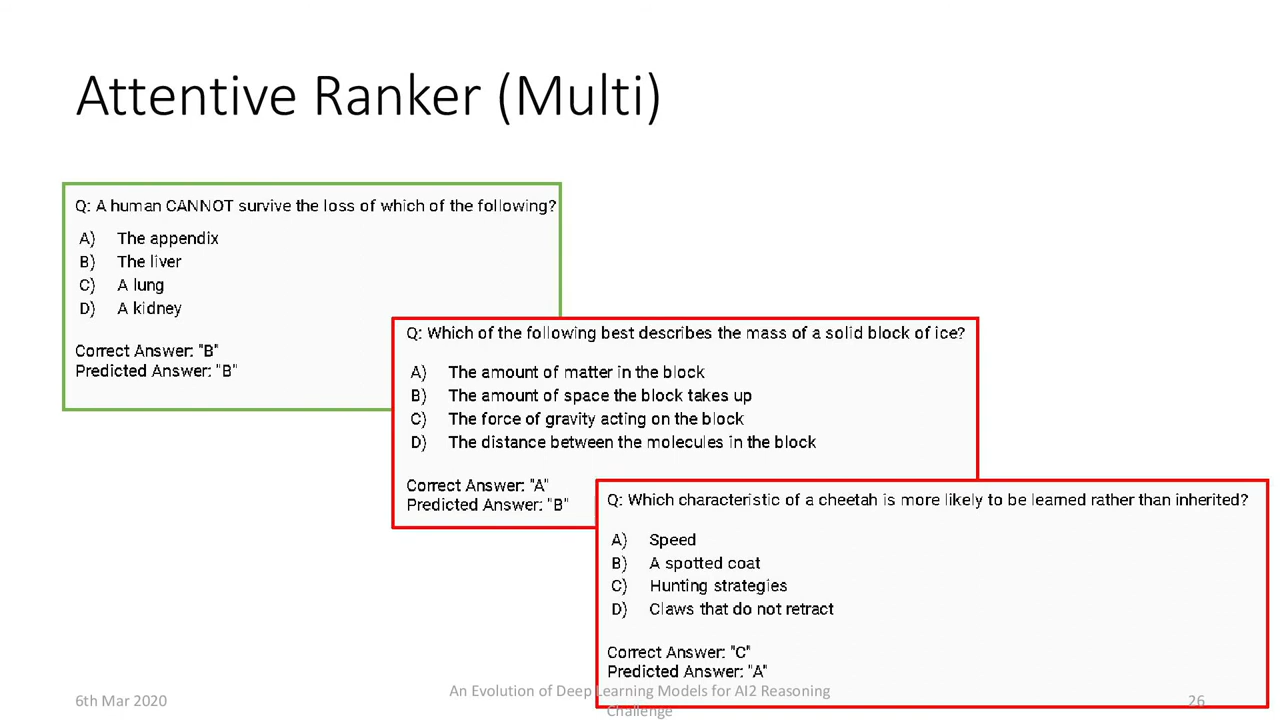 Attentive Ranker (Multi)
Q: A human CANNOT survive the loss of which of the following?
A) The appendix
B) The liver
C) A lung
D) A kidney
Correct Answer: "B"
Predicted Answer: "B"
Q: Which of the following best describes the mass of a solid block of ice?
A) The amount of matter in the block
B) The amount of space the block takes up
C) The force of gravity acting on the block
D) The distance between the molecules in the block
Correct Answer: "A"
Predicted Answer: "B"
Q: Which characteristic of a cheetah is more likely to be learned rather than inherited?
A) Speed
B) A spotted coat
C) Hunting strategies
D) Claws that do not retract
Correct Answer: "C"
Predicted Answer: "A"
6th Mar 2020
An Evolution of Deep Learning Models for AI2 Reasoning
Challenge
26